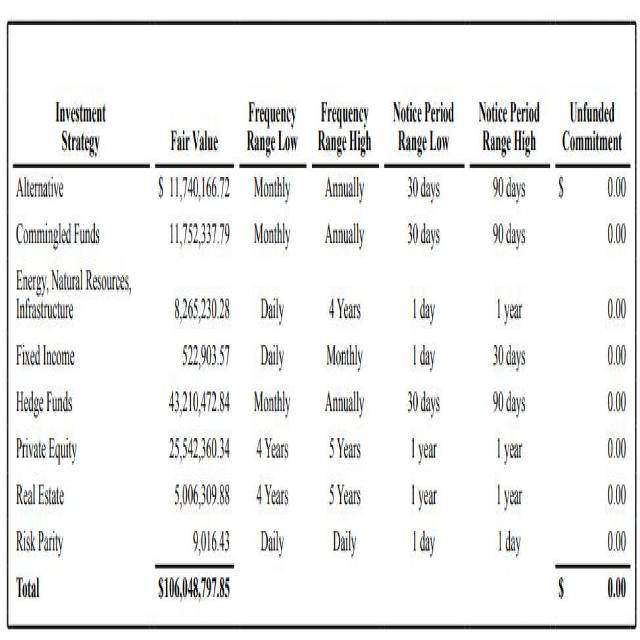 Frequency Frequency Notice Period Notice Period Unfunded
Investment Strategy Fair Value Range Low Range High Range Low Range High Commitment
Alternative $ 11,740,166.72 Monthly Annually 30 days 90 days $ 0.00
Commingled Funds 11,752,337.79 Monthly Annually 30 days 90 days 0.00
Energy, Natural Resources,
Infrastructure 8,265,230.28 Daily 4 Years 1 day 1 year 0.00
Fixed Income 522,903.57 Daily Monthly 1 day 30 days 0.00
Hedge Funds 43,210,472.84 Monthly Annually 30 days 90 days 0.00
Private Equity 25,542,360.34 4 Years 5 Years 1 year 1 year 0.00
Real Estate 5,006,309.88 4 Years 5 Years 1 year 1 year 0.00
Risk Parity 9,016.43 Daily Daily 1 day 1 day 0.00
Total $106,048,797.85 $ 0.00